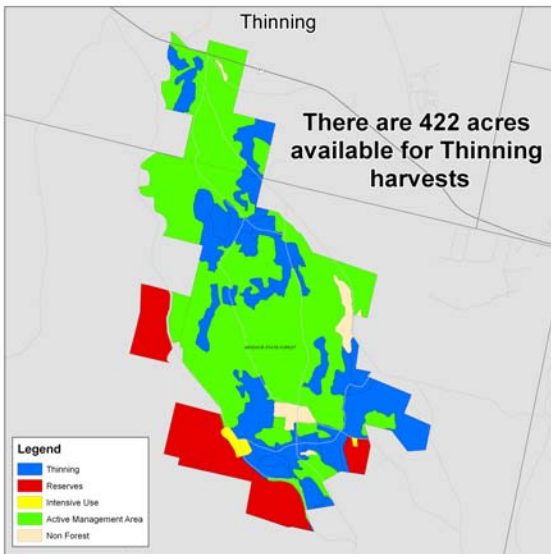 Thinning
There are 422 acres
available for Thinning
harvests
Legend
Thinning
Reserves
Intensive Use
Active Management Area
Non Forest